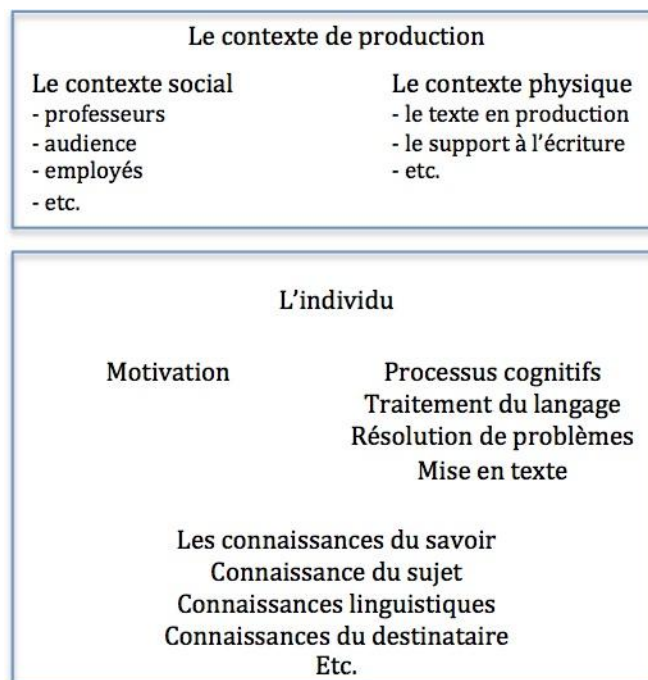 Le contexte de production
Le contexte social
- professeurs
- audience
- employés
- etc.
Le contexte physique
- le texte en production
- le support à l'écriture
- etc.
L'individu
Motivation
Processus cognitifs
Traitement du langage
Résolution de problèmes
Mise en texte
Les connaissances du savoir
Connaissance du sujet
Connaissances linguistiques
Connaissances du destinataire
Etc.